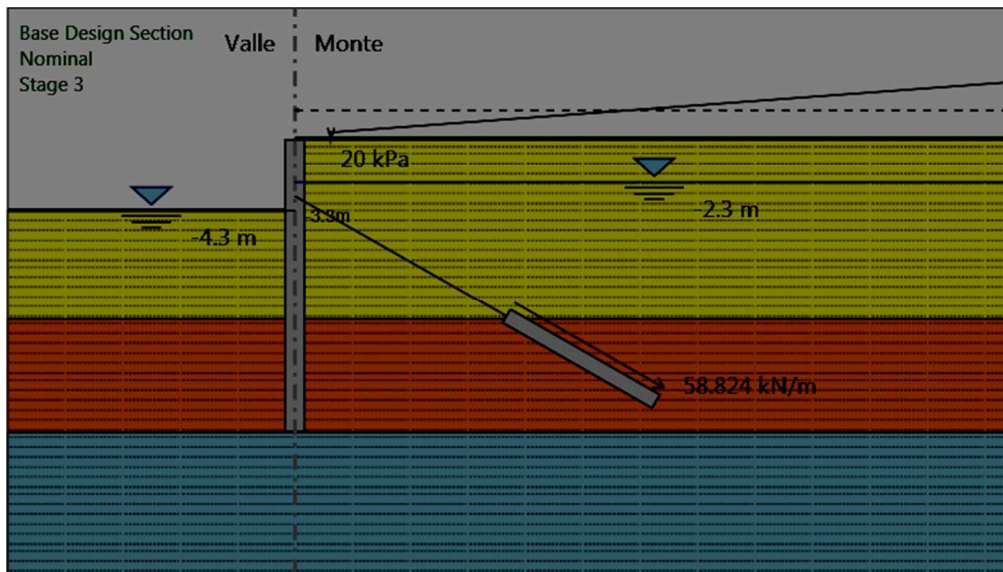 Base Design Section
Nominal
Stage 3
Valle
Monte
20 kPa
-2.3 m
-3.3m
-4.3 m
58.824 kN/m